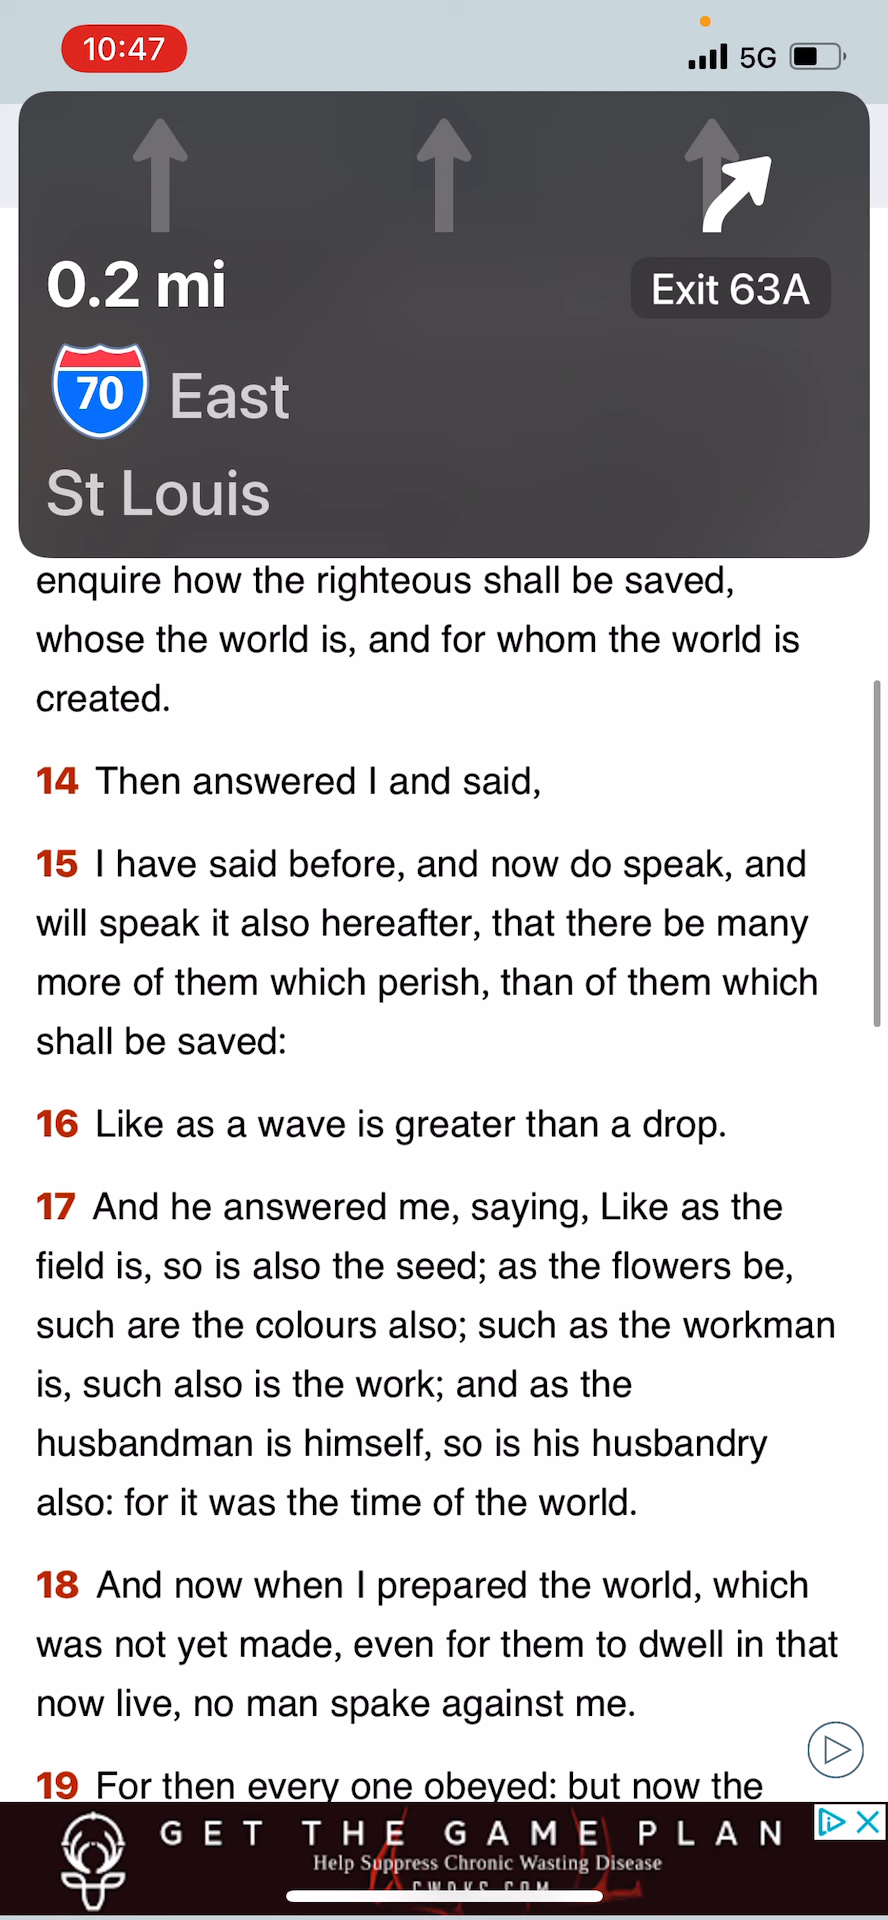 10:47
5G
0.2 mi
Exit 63A
70 East
St Louis
enquire how the righteous shall be saved,
whose the world is, and for whom the world is
created.
14 Then answered I and said,
15 I have said before, and now do speak, and
will speak it also hereafter, that there be many
more of them which perish, than of them which
shall be saved:
16 Like as a wave is greater than a drop.
17 And he answered me, saying, Like as the
field is, so is also the seed; as the flowers be,
such are the colours also; such as the workman
is, such also is the work; and as the
husbandman is himself, so is his husbandry
also: for it was the time of the world.
18 And now when I prepared the world, which
was not yet made, even for them to dwell in that
now live, no man spake against me.
19 For then every one obeyed: but now the
GET THE GAME PLAN
Help Suppress Chronic Wasting Disease